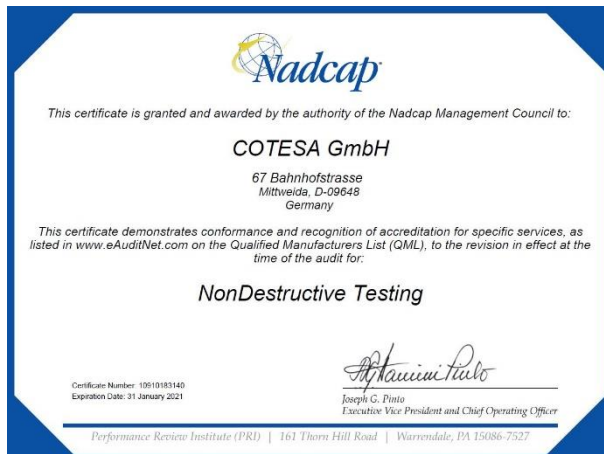 Nadcap
This certificate is granted and awarded by the authority of the Nadcap Management Council to:
COTESA GmbH
67 Bahnhofstrasse
Mittweida, D-09648
Germany
This certificate demonstrates conformance and recognition of accreditation for specific services, as
listed in www.eAuditNet.com on the Qualified Manufacturers List (QML), to the revision in effect at the
time of the audit for:
NonDestructive Testing
Certificate Number: 10910183140
Expiration Date: 31 January 2021
Joseph G. Pinto
Executive Vice President and Chief Operating Officer
Performance Review Institute (PRI) | 161 Thorn Hill Road | Warrendale, PA 15086-7527